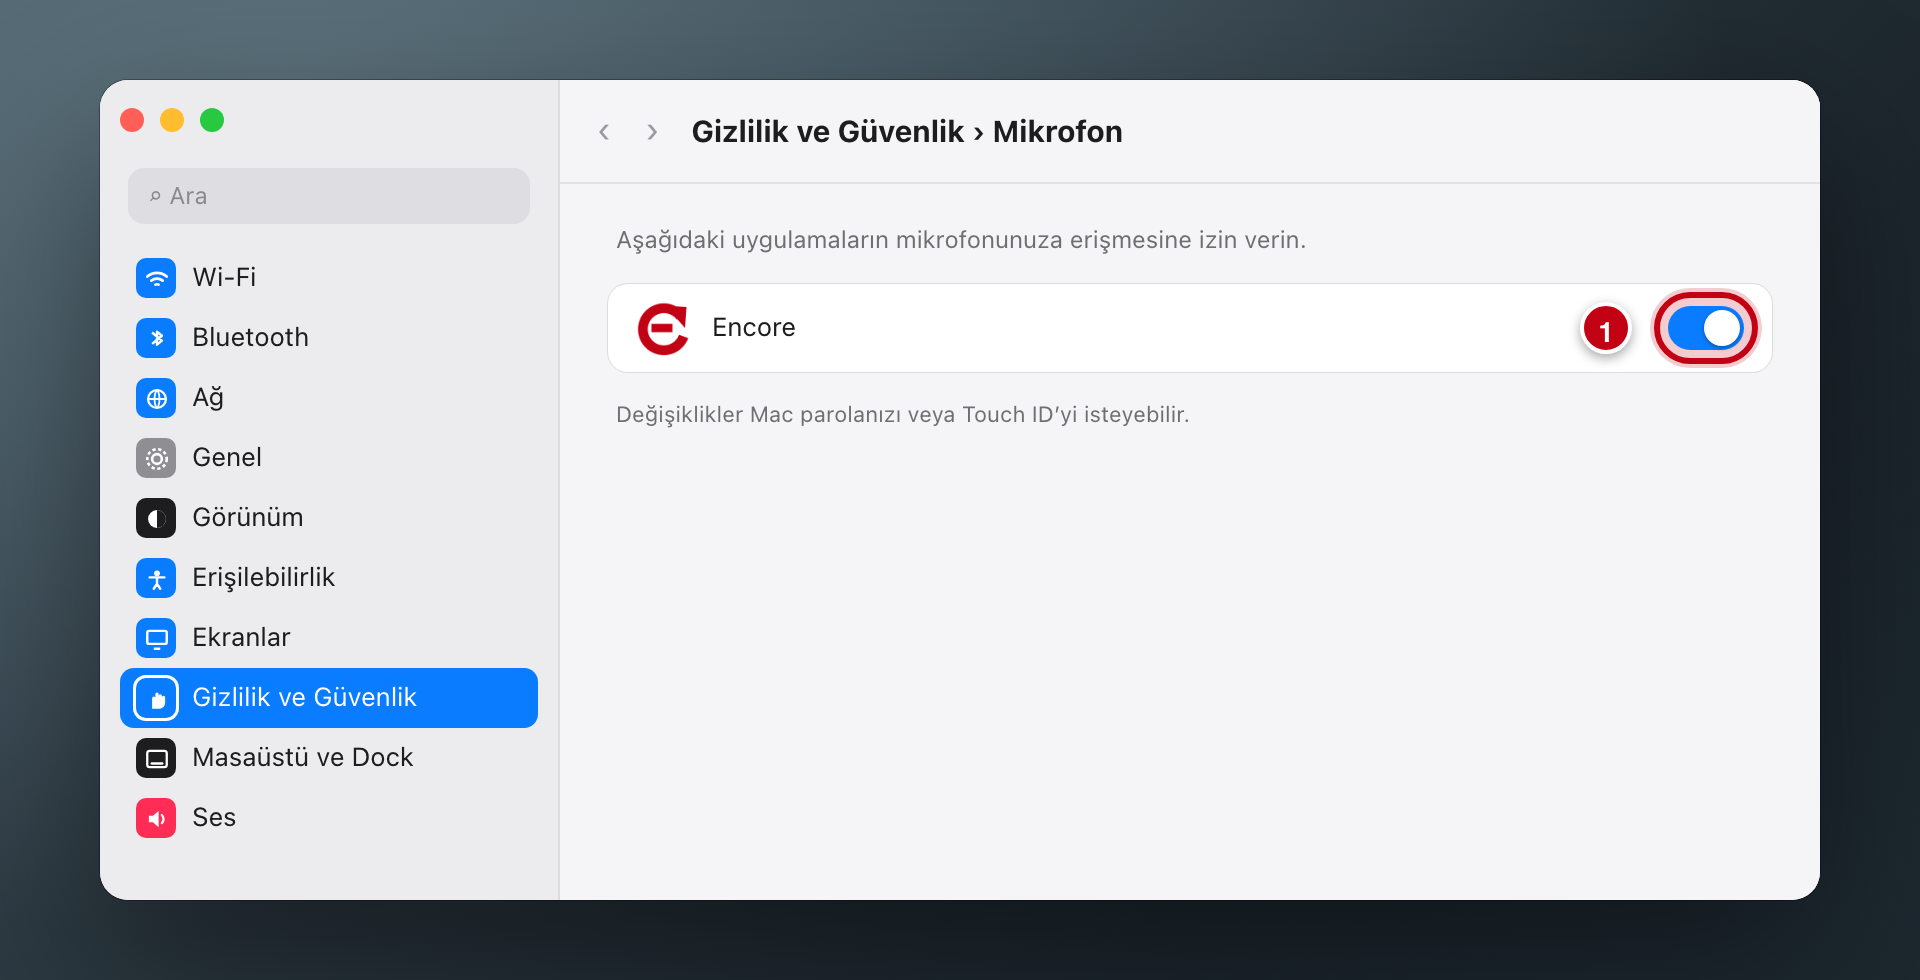 Ara
Wi-Fi
Bluetooth
Ağ
Genel
Görünüm
Erişilebilirlik
Ekranlar
Gizlilik ve Güvenlik
Masaüstü ve Dock
Ses
Gizlilik ve Güvenlik › Mikrofon
Aşağıdaki uygulamaların mikrofonunuza erişmesine izin verin.
Encore
1
Değişiklikler Mac parolanızı veya Touch ID’yi isteyebilir.